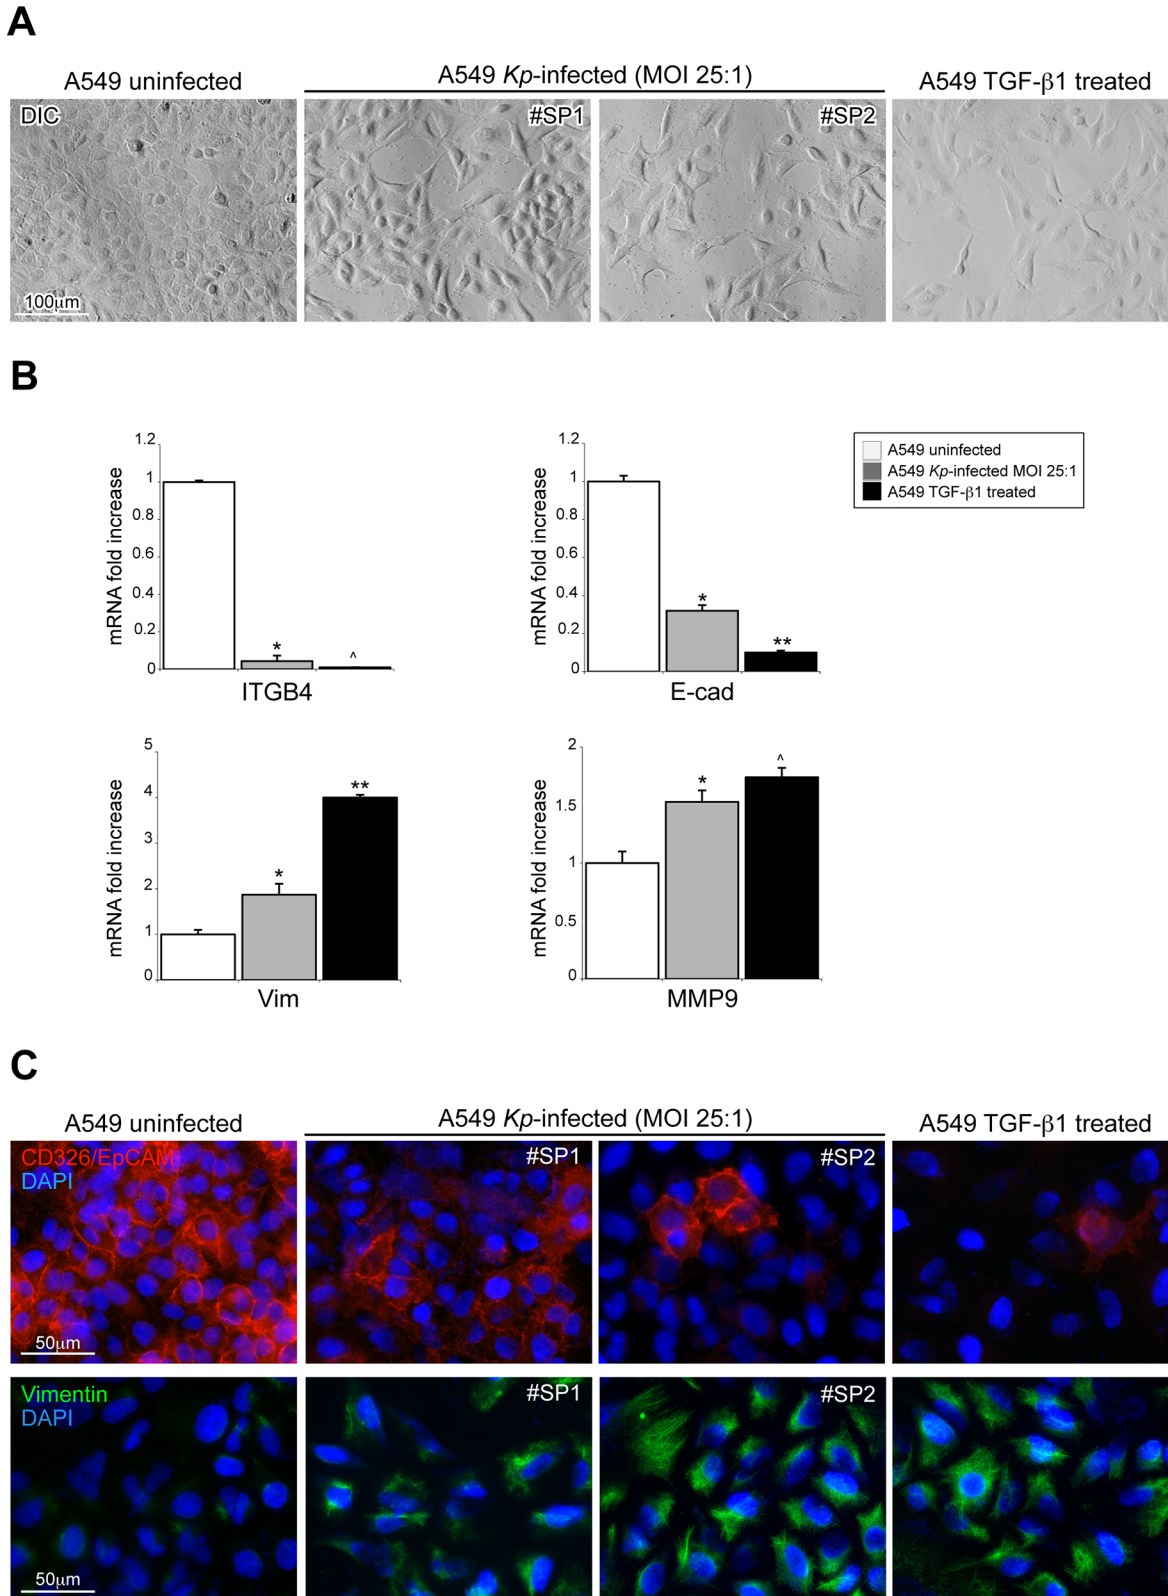 A
A549 uninfected
A549 Kp-infected (MOI 25:1)
A549 TGF-β1 treated
DIC
#SP1
#SP2
100μm
B
1.2
1
0.8
0.6
0.4
0.2
0
mRNA fold increase
*
^
ITGB4
1.2
1
0.8
0.6
0.4
0.2
0
mRNA fold increase
*
**
E-cad
A549 uninfected
A549 Kp-infected MOI 25:1
A549 TGF-β1 treated
5
4
3
2
1
0
mRNA fold increase
*
**
Vim
2
1.5
1
0.5
0
mRNA fold increase
*
^
MMP9
C
A549 uninfected
A549 Kp-infected (MOI 25:1)
A549 TGF-β1 treated
CD326/EpCAM
DAPI
#SP1
#SP2
50μm
Vimentin
DAPI
#SP1
#SP2
50μm